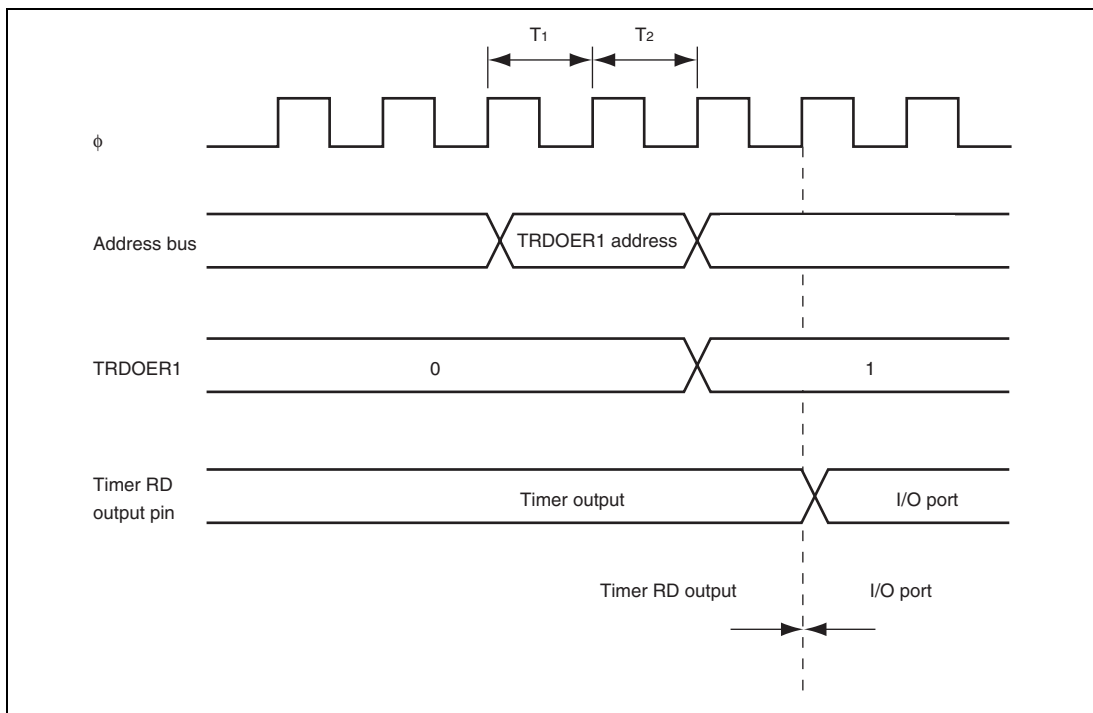 T1 T2
ϕ
Address bus TRDOER1 address
TRDOER1 0 1
Timer RD
output pin
Timer output I/O port
Timer RD output I/O port